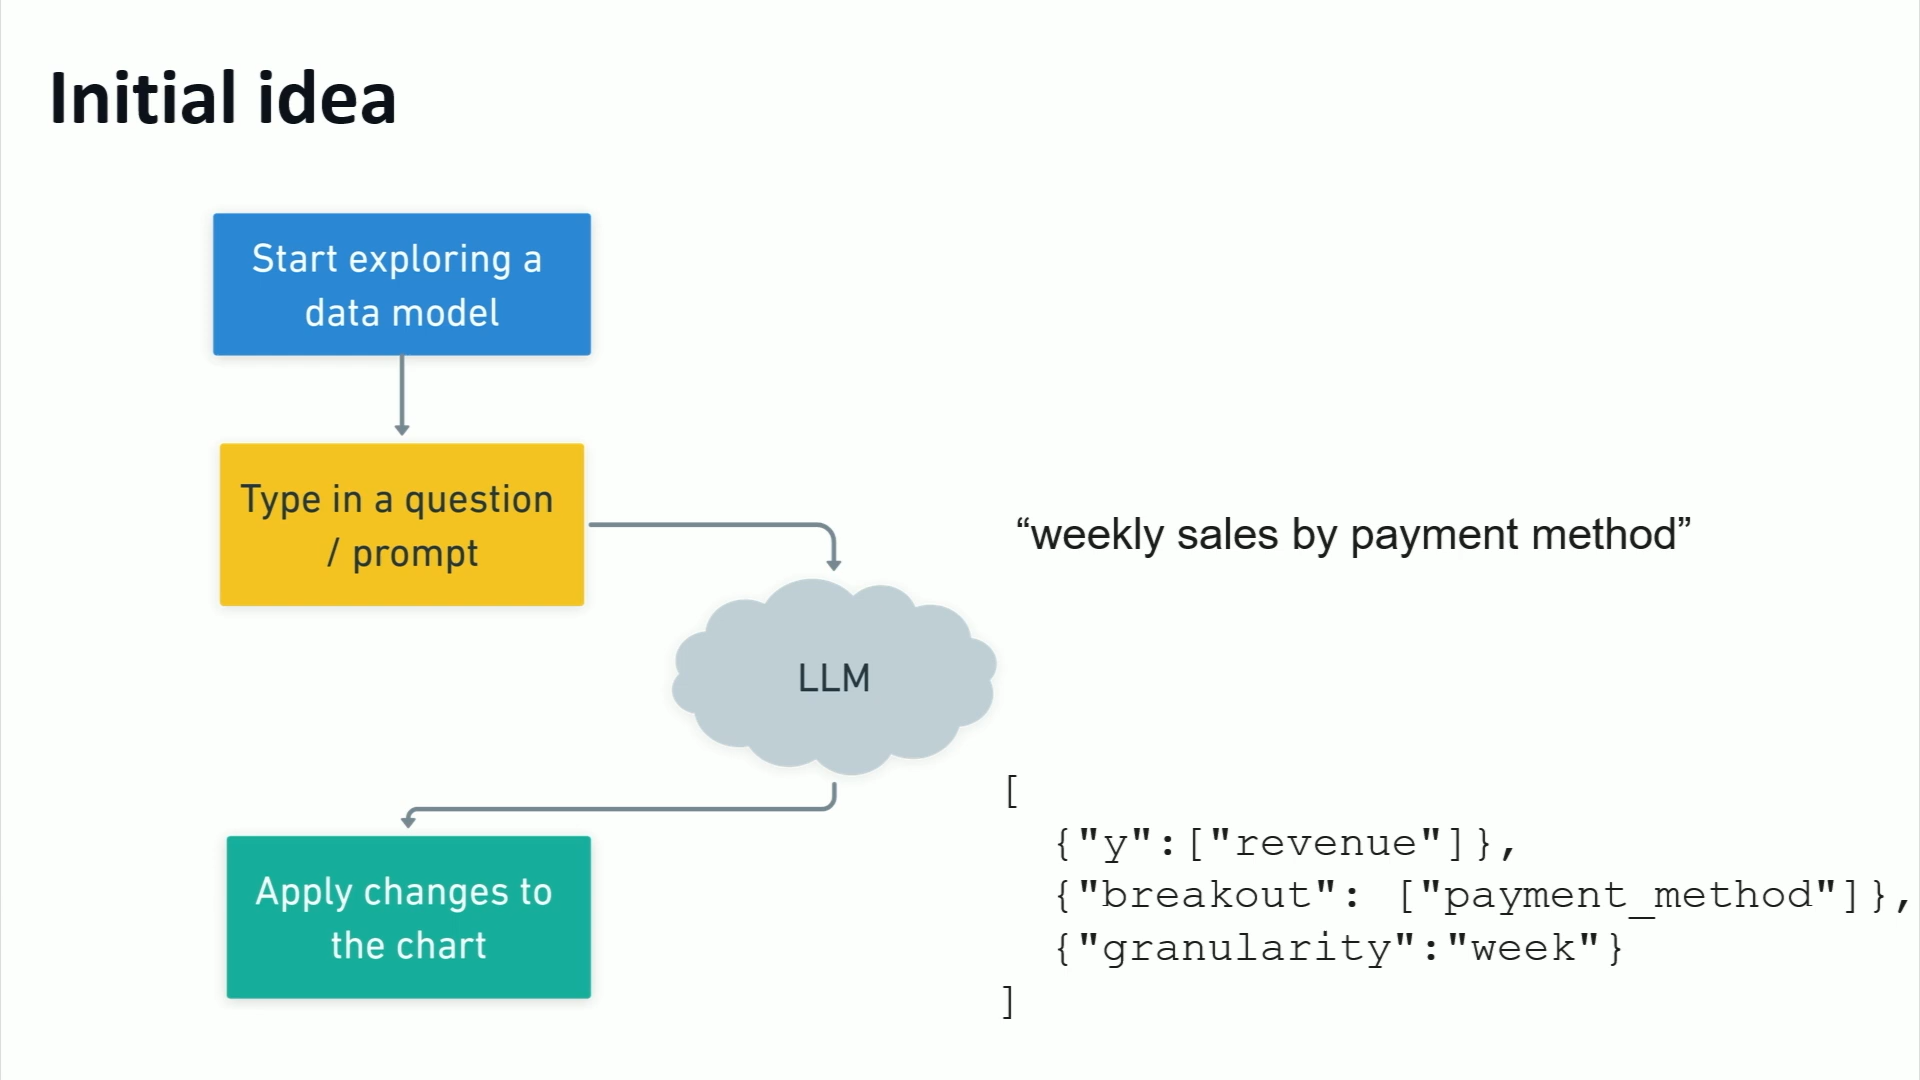 Initial idea
Start exploring a
data model
Type in a question
/ prompt
“weekly sales by payment method”
LLM
[
{"y":["revenue"]},
{"breakout": ["payment_method"]},
{"granularity":"week"}
]
Apply changes to
the chart